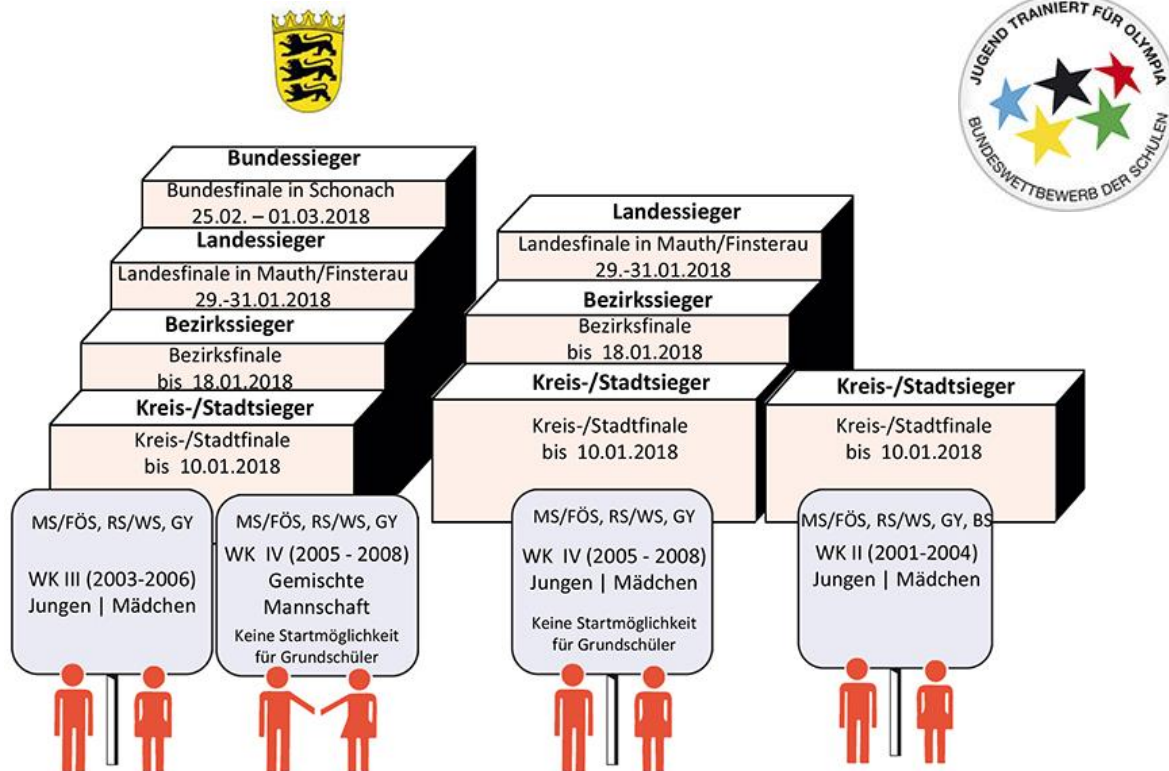 JUGEND TRAINIERT FÜR OLYMPIA
BUNDESWETTBEWERB DER SCHULEN
Bundessieger
Bundesfinale in Schonach
25.02. – 01.03.2018
Landessieger
Landesfinale in Mauth/Finsterau
29.-31.01.2018
Bezirkssieger
Bezirksfinale
bis 18.01.2018
Kreis-/Stadtsieger
Kreis-/Stadtfinale
bis 10.01.2018
MS/FÖS, RS/WS, GY
WK III (2003-2006)
Jungen | Mädchen
MS/FÖS, RS/WS, GY
WK IV (2005 - 2008)
Gemischte
Mannschaft
Keine Startmöglichkeit
für Grundschüler
Landessieger
Landesfinale in Mauth/Finsterau
29.-31.01.2018
Bezirkssieger
Bezirksfinale
bis 18.01.2018
Kreis-/Stadtsieger
Kreis-/Stadtfinale
bis 10.01.2018
MS/FÖS, RS/WS, GY
WK IV (2005 - 2008)
Jungen | Mädchen
Keine Startmöglichkeit
für Grundschüler
Kreis-/Stadtsieger
Kreis-/Stadtfinale
bis 10.01.2018
MS/FÖS, RS/WS, GY, BS
WK II (2001-2004)
Jungen | Mädchen